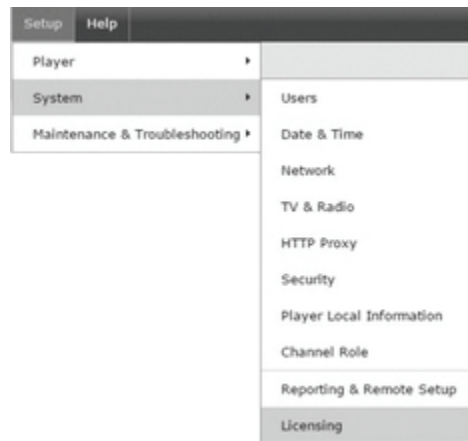 Setup Help
Player
System
Maintenance & Troubleshooting
Users
Date & Time
Network
TV & Radio
HTTP Proxy
Security
Player Local Information
Channel Role
Reporting & Remote Setup
Licensing